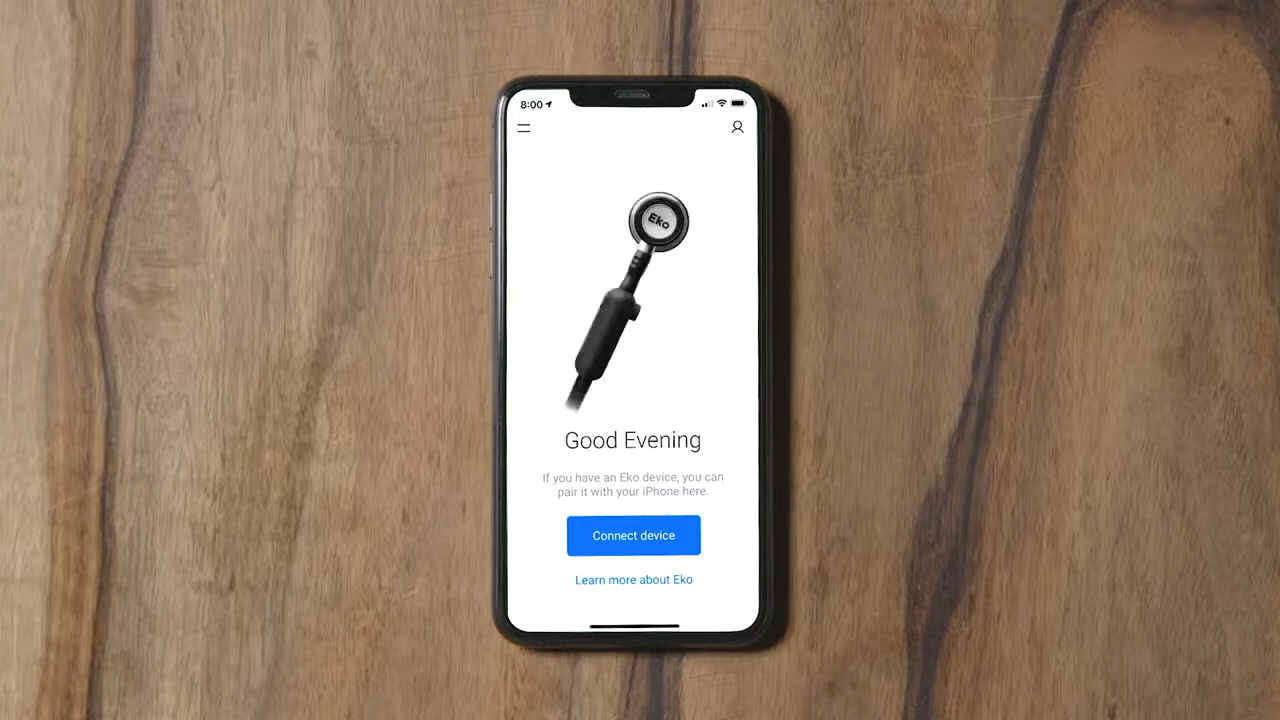 8:00
Eko
Good Evening
If you have an Eko device, you can
pair it with your iPhone here.
Connect device
Learn more about Eko